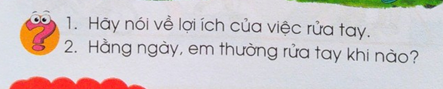 1. Hãy nói về lợi ích của việc rửa tay.
2. Hằng ngày, em thường rửa tay khi nào?